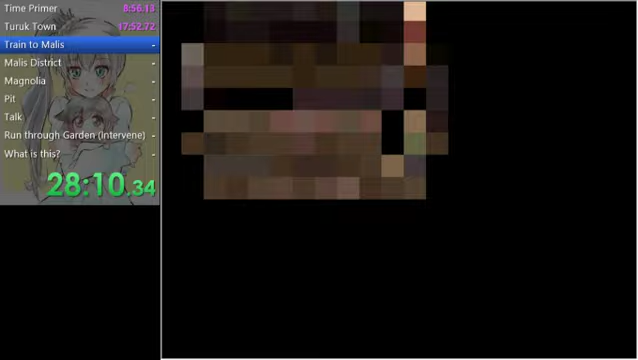 Time Primer 8:56.13
Turuk Town 17:52.72
Train to Malis -
Malis District -
Magnolia -
Pit -
Talk -
Run through Garden (Intervene) -
What is this? -
28:10.34